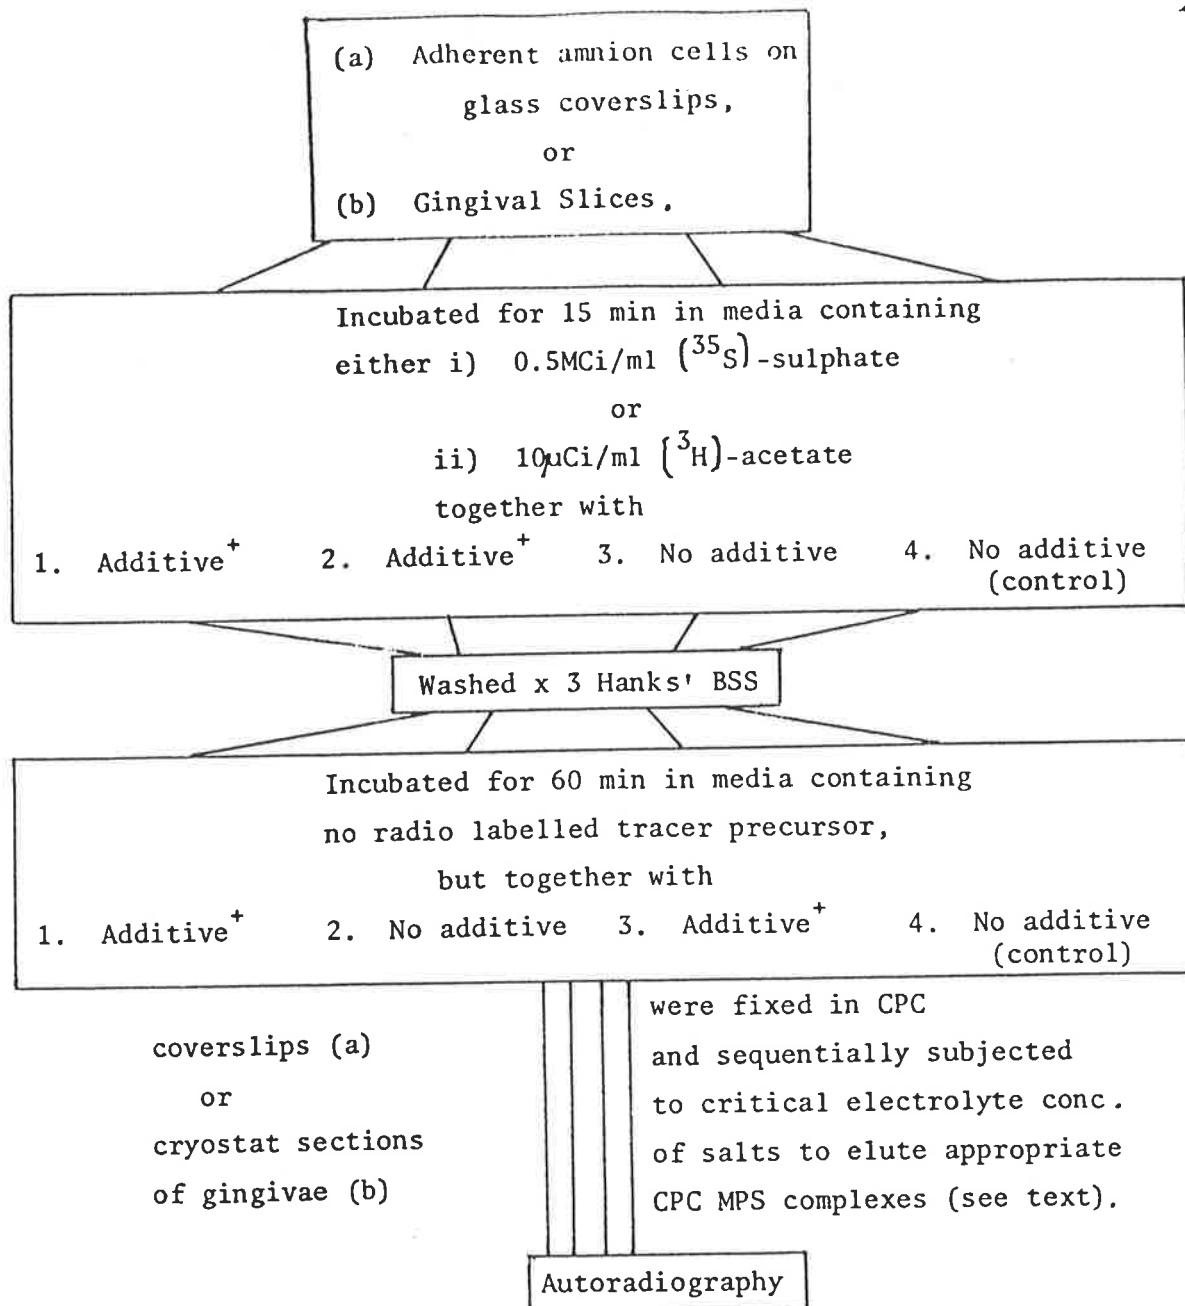 (a) Adherent amnion cells on
glass coverslips,
or
(b) Gingival Slices.
Incubated for 15 min in media containing
either i) 0.5MCi/ml (³⁵S)-sulphate
or
ii) 10µCi/ml (³H)-acetate
together with
1. Additive⁺ 2. Additive⁺ 3. No additive 4. No additive
(control)
Washed x 3 Hanks' BSS
Incubated for 60 min in media containing
no radio labelled tracer precursor,
but together with
1. Additive⁺ 2. No additive 3. Additive⁺ 4. No additive
(control)
coverslips (a)
or
cryostat sections
of gingivae (b)
were fixed in CPC
and sequentially subjected
to critical electrolyte conc.
of salts to elute appropriate
CPC MPS complexes (see text).
Autoradiography